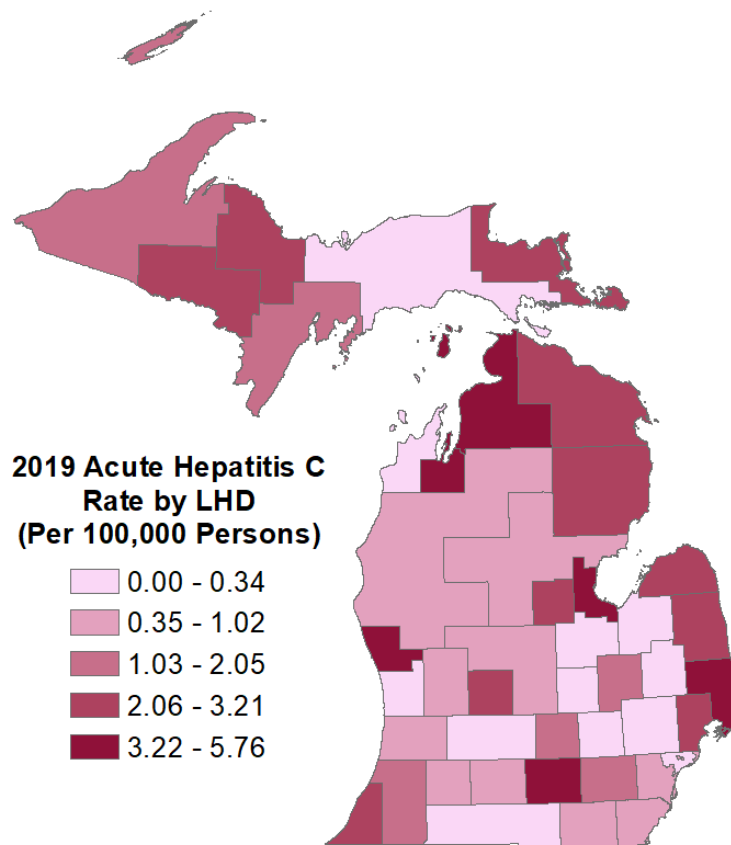 2019 Acute Hepatitis C
Rate by LHD
(Per 100,000 Persons)
0.00 - 0.34
0.35 - 1.02
1.03 - 2.05
2.06 - 3.21
3.22 - 5.76